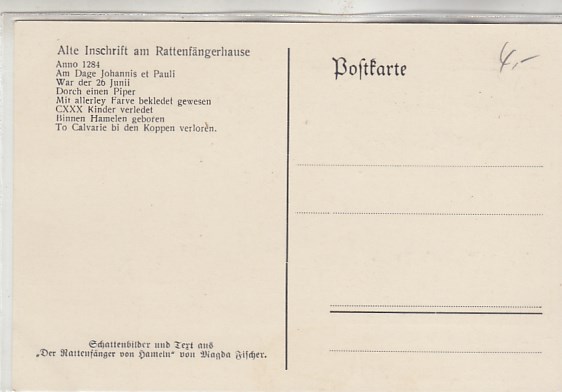 Alte Inschrift am Rattenfängerhause
Anno 1284
Am Dage Johannis et Pauli
War der 26 Junii
Dorch einen Piper
Mit allerley Farve bekledet gewesen
CXXX Kinder verledet
Binnen Hamelen geboren
To Calvarie bi den Koppen verloren.
Schattenbilder und Text aus
„Der Rattenfänger von Hameln“ von Magda Fischer.
Postkarte
4,-